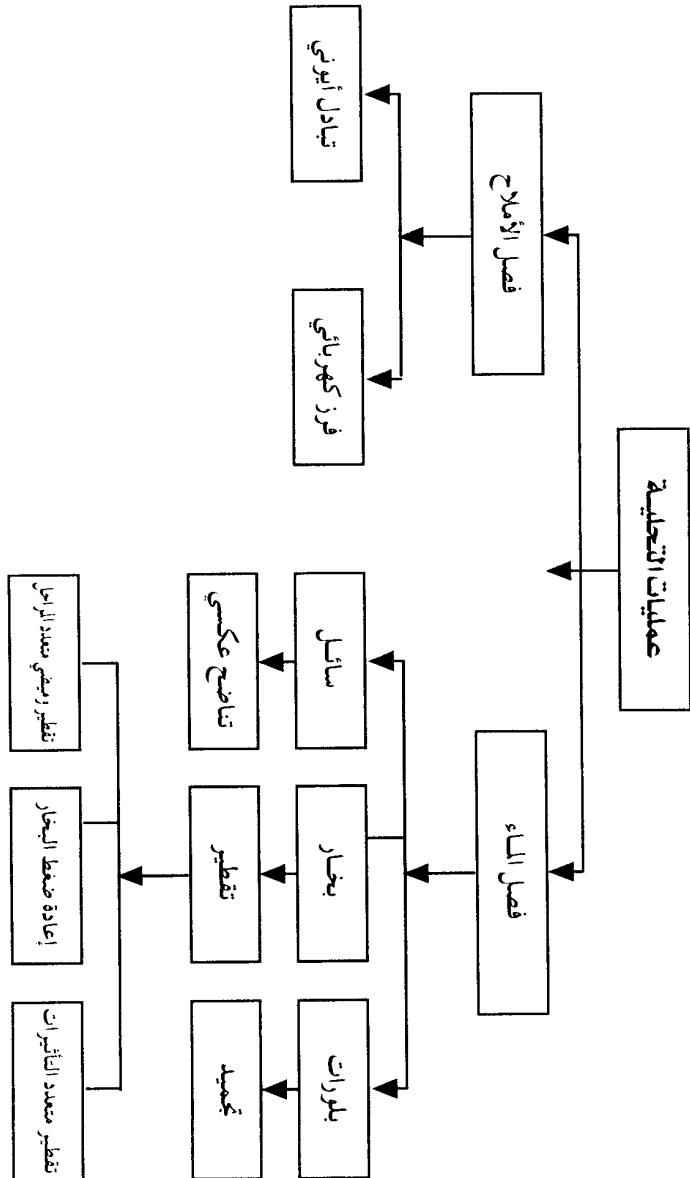 عمليات التحلية
فصل الماء
فصل الأملاح
بلورات
بخار
سائل
فرز كهربائي
تبادل أيوني
تجميد
تقطير
تناضح عكسي
تقطير متعدد التأثيرات
إعادة ضغط البخار
تقطير وميضي متعدد المراحل